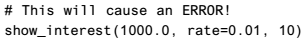 # This will cause an ERROR!
show_interest(1000.0, rate=0.01, 10)